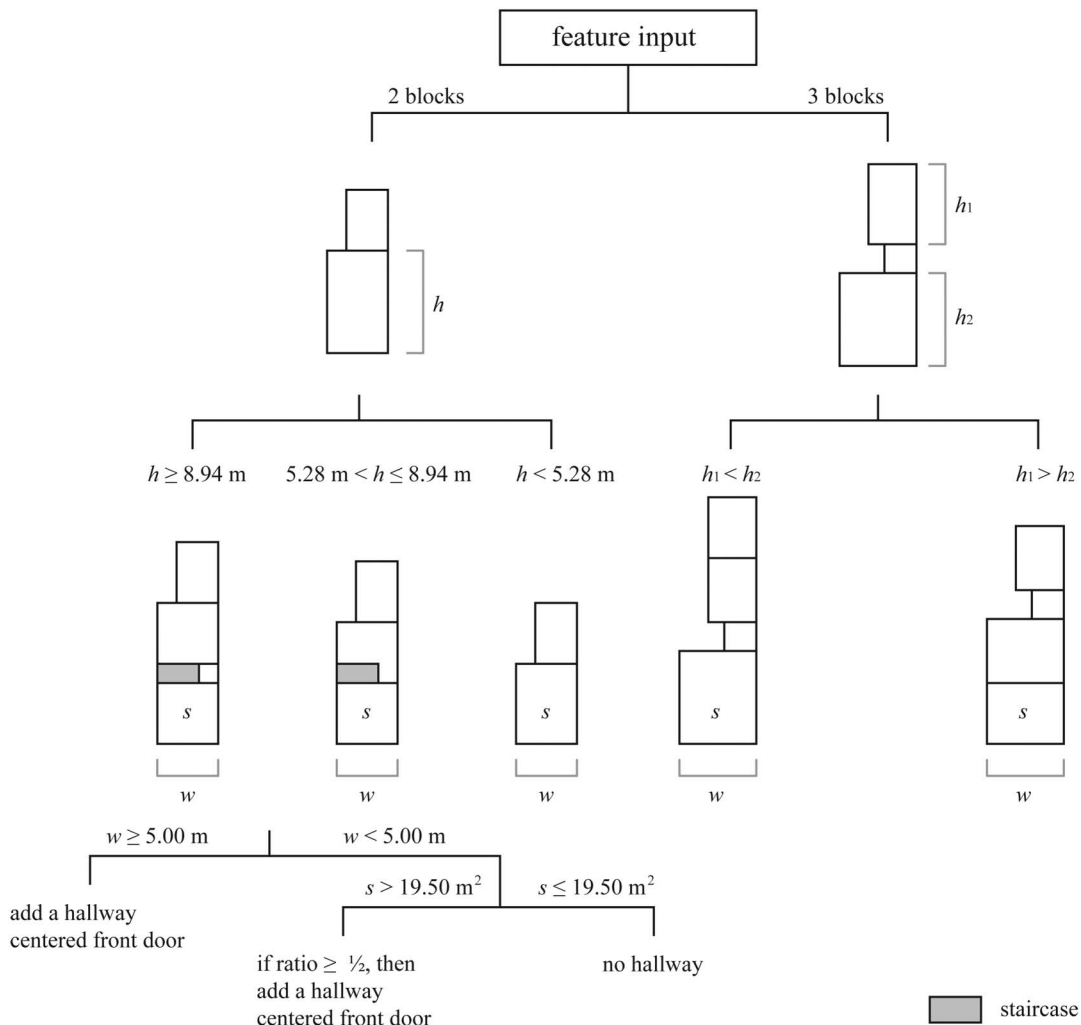 feature input
2 blocks
3 blocks
h1
h
h2
h ≥ 8.94 m
5.28 m < h ≤ 8.94 m
h < 5.28 m
h1 < h2
h1 > h2
s
s
s
s
s
w
w
w
w
w
w ≥ 5.00 m
w < 5.00 m
s > 19.50 m²
s ≤ 19.50 m²
add a hallway
centered front door
if ratio ≥ ½, then
add a hallway
centered front door
no hallway
staircase